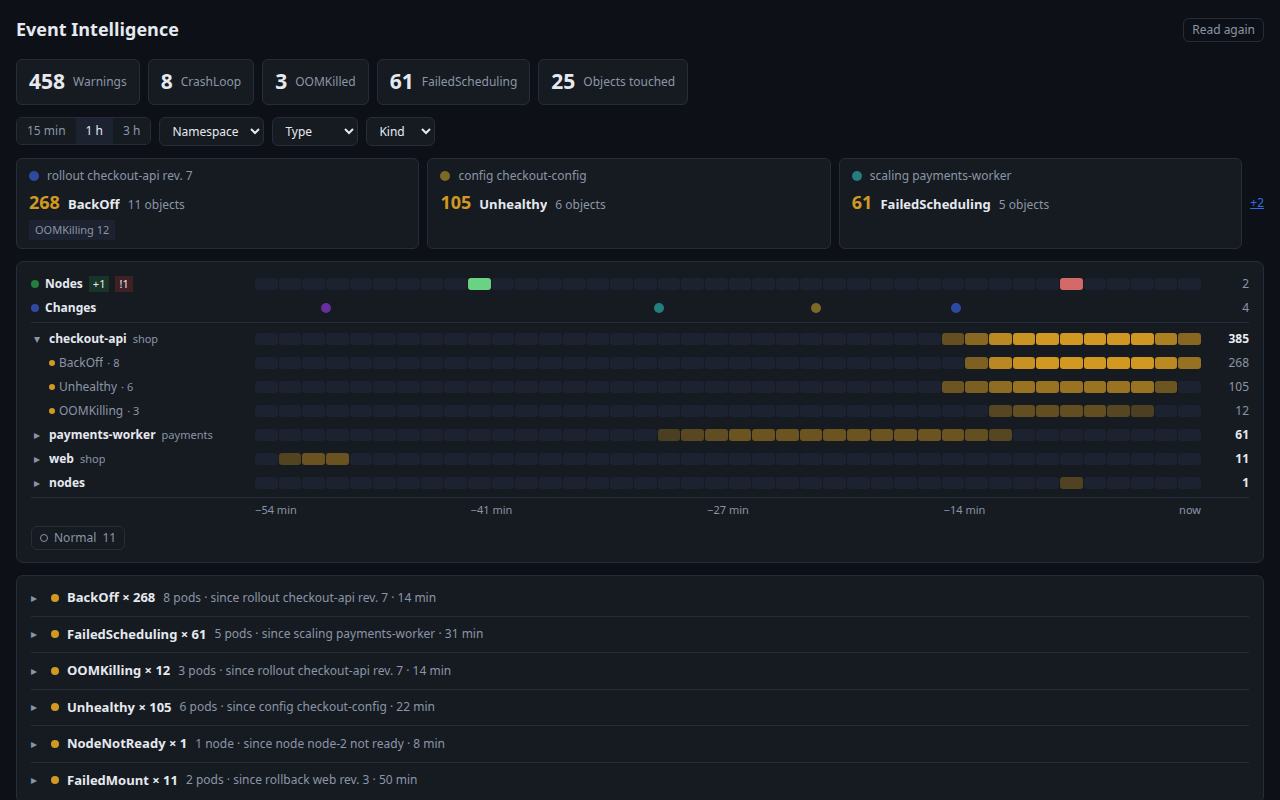 Event Intelligence
Read again
458 Warnings
8 CrashLoop
3 OOMKilled
61 FailedScheduling
25 Objects touched
15 min 1 h 3 h Namespace Type Kind
rollout checkout-api rev. 7
268 BackOff 11 objects
OOMKilling 12
config checkout-config
105 Unhealthy 6 objects
scaling payments-worker
61 FailedScheduling 5 objects
+2
Nodes +1 !1 2
Changes 4
checkout-api shop 385
BackOff · 8 268
Unhealthy · 6 105
OOMKilling · 3 12
payments-worker payments 61
web shop 11
nodes 1
−54 min −41 min −27 min −14 min now
Normal 11
BackOff × 268 8 pods · since rollout checkout-api rev. 7 · 14 min
FailedScheduling × 61 5 pods · since scaling payments-worker · 31 min
OOMKilling × 12 3 pods · since rollout checkout-api rev. 7 · 14 min
Unhealthy × 105 6 pods · since config checkout-config · 22 min
NodeNotReady × 1 1 node · since node node-2 not ready · 8 min
FailedMount × 11 2 pods · since rollback web rev. 3 · 50 min